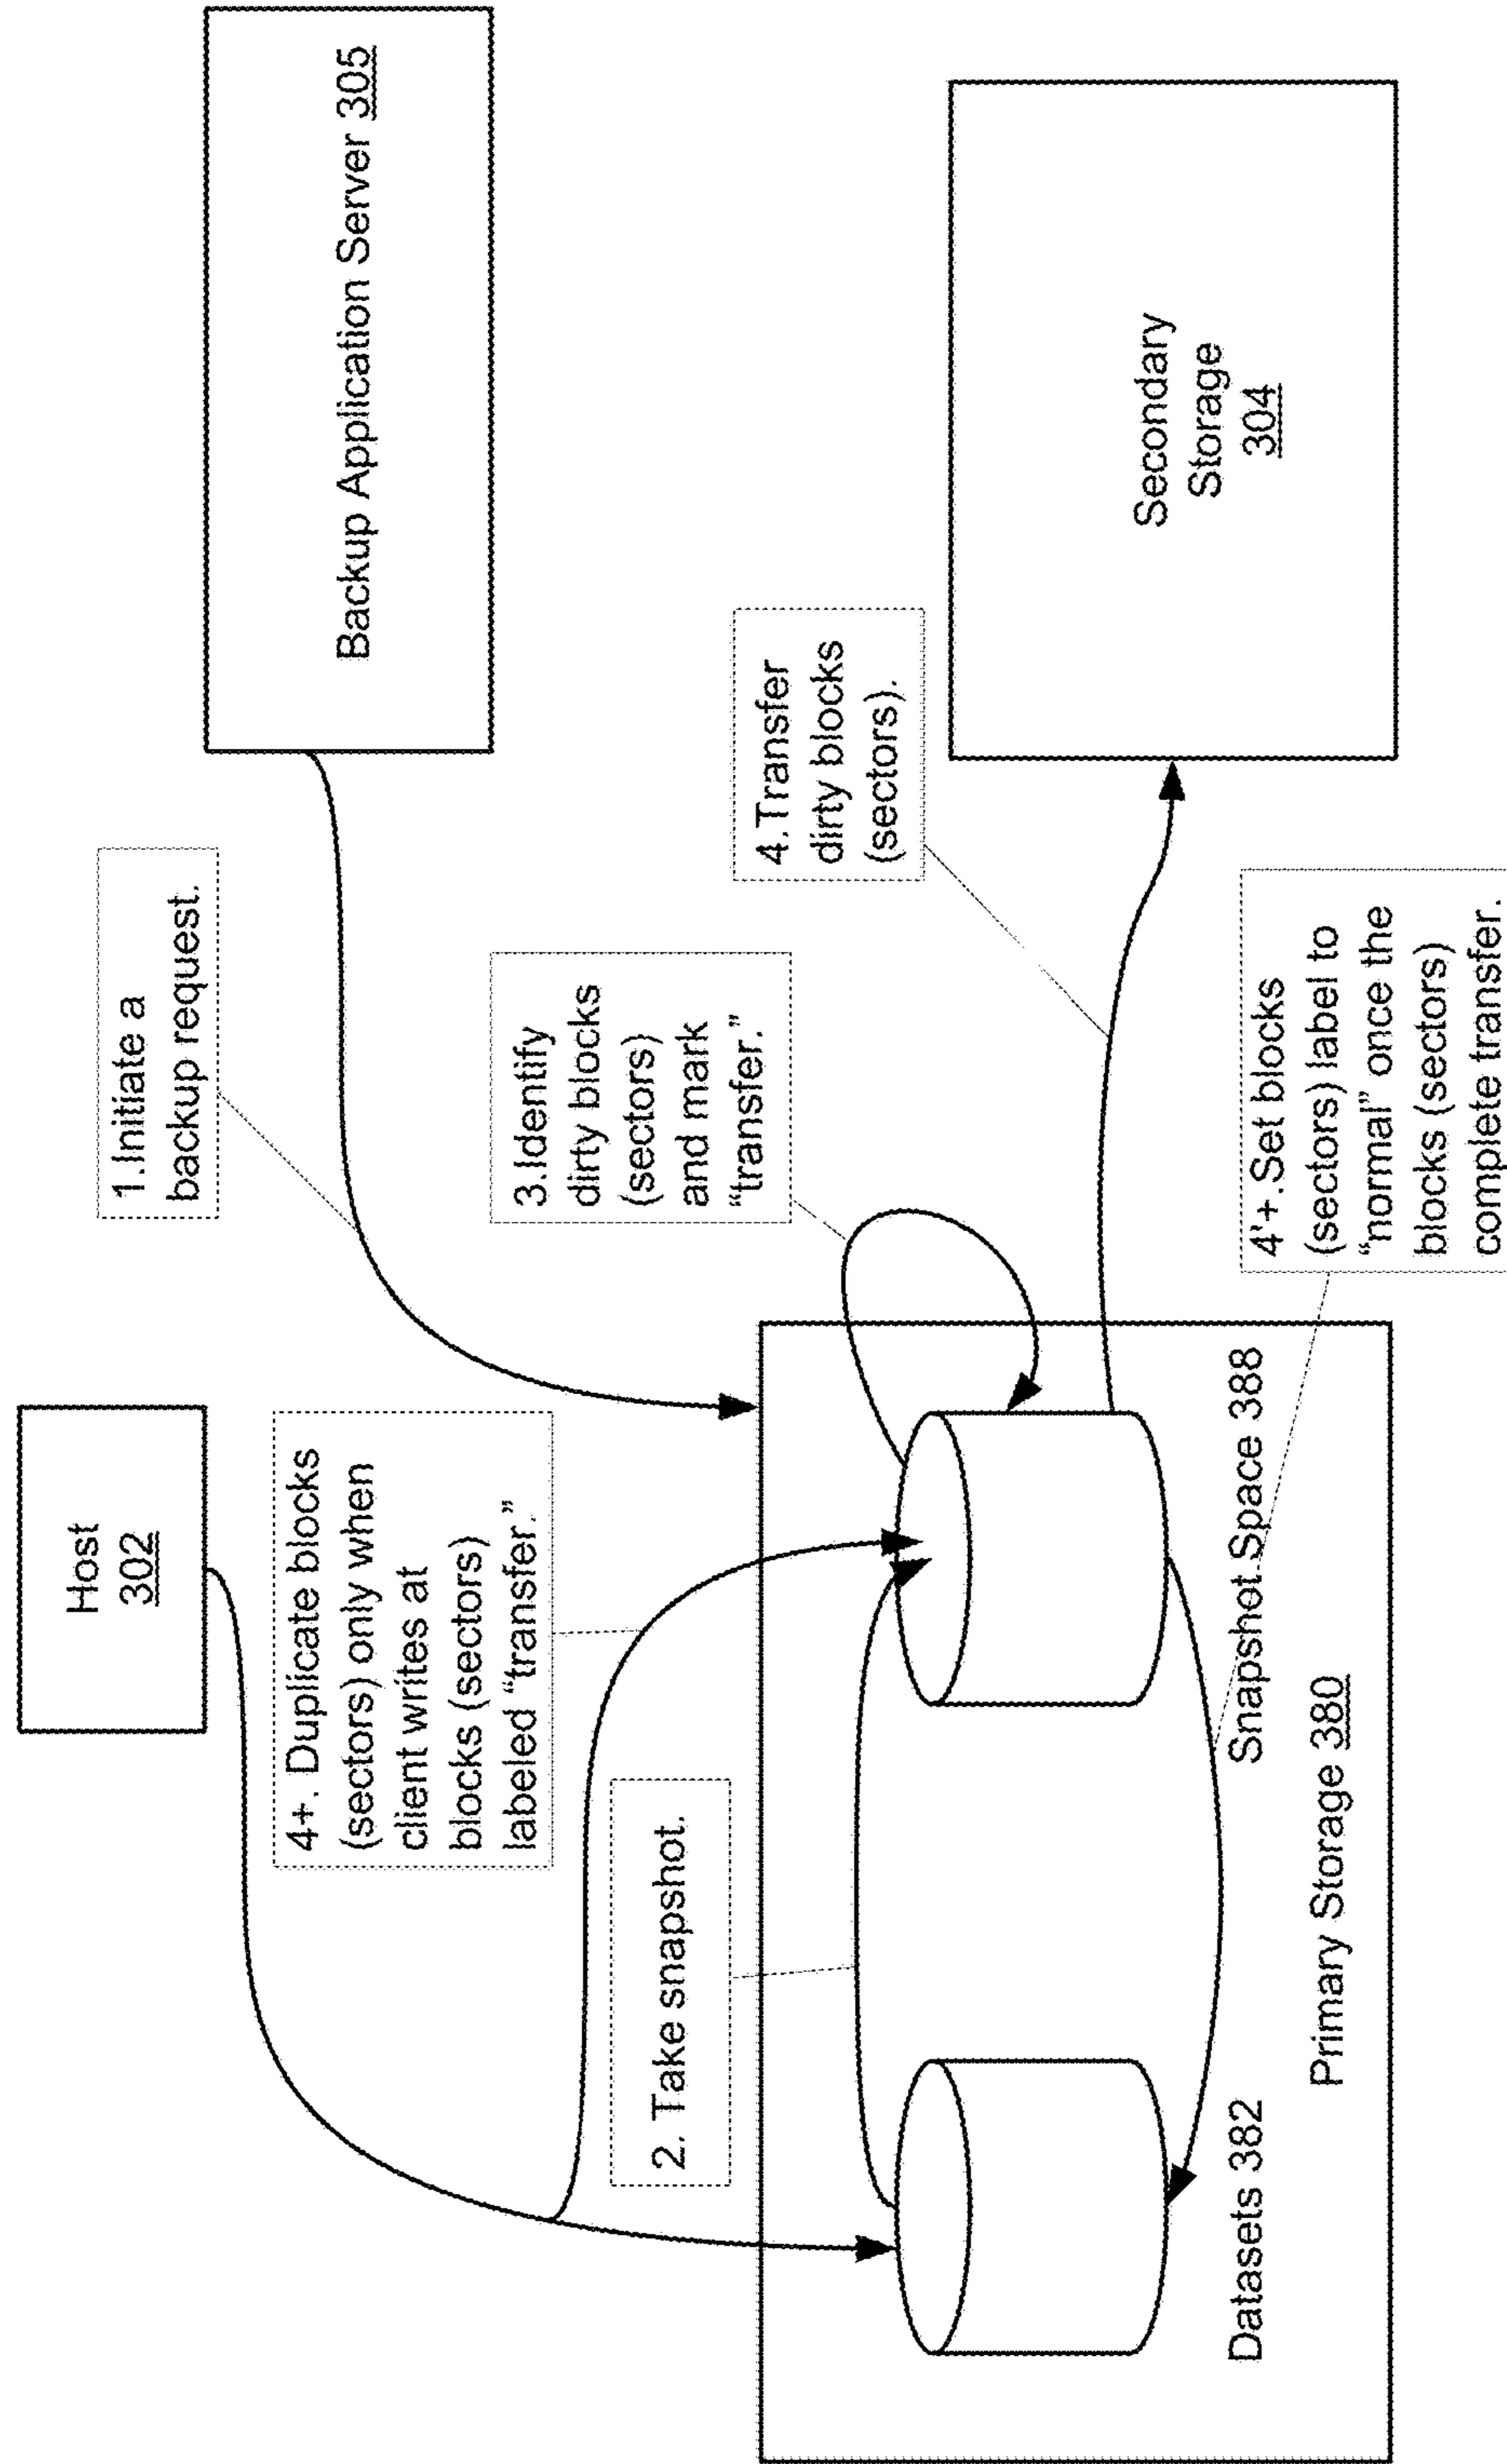 Host
302
Backup Application Server 305
1.Initiate a
backup request.
4+. Duplicate blocks
(sectors) only when
client writes at
blocks (sectors)
labeled “transfer.”
3.Identify
dirty blocks
(sectors)
and mark
“transfer.”
2. Take snapshot.
4.Transfer
dirty blocks
(sectors).
Secondary
Storage
304
Datasets 382
Snapshot Space 388
Primary Storage 380
4'+.Set blocks
(sectors) label to
“normal” once the
blocks (sectors)
complete transfer.